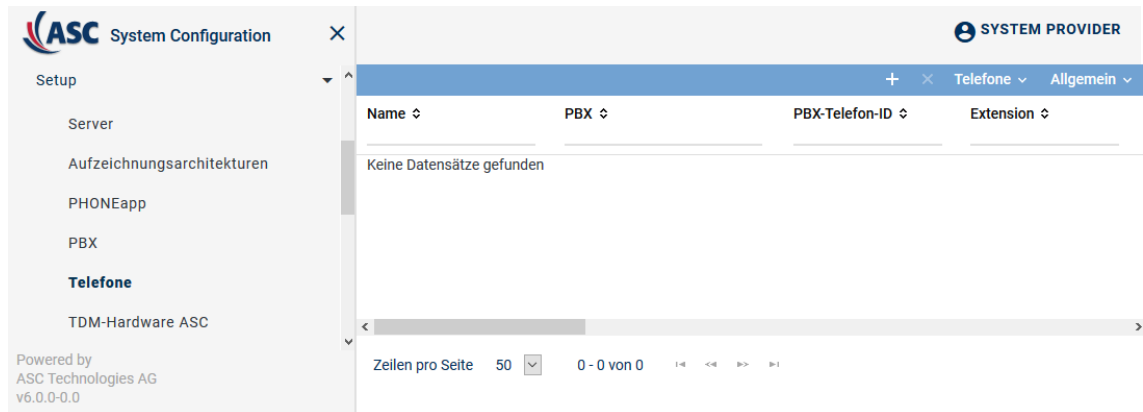 ASC System Configuration
SYSTEM PROVIDER
Setup
Server
Aufzeichnungsarchitekturen
PHONEapp
PBX
Telefone
TDM-Hardware ASC
Powered by
ASC Technologies AG
v6.0.0-0.0
Telefone Allgemein
Name PBX PBX-Telefon-ID Extension
Keine Datensätze gefunden
Zeilen pro Seite 50 0 - 0 von 0